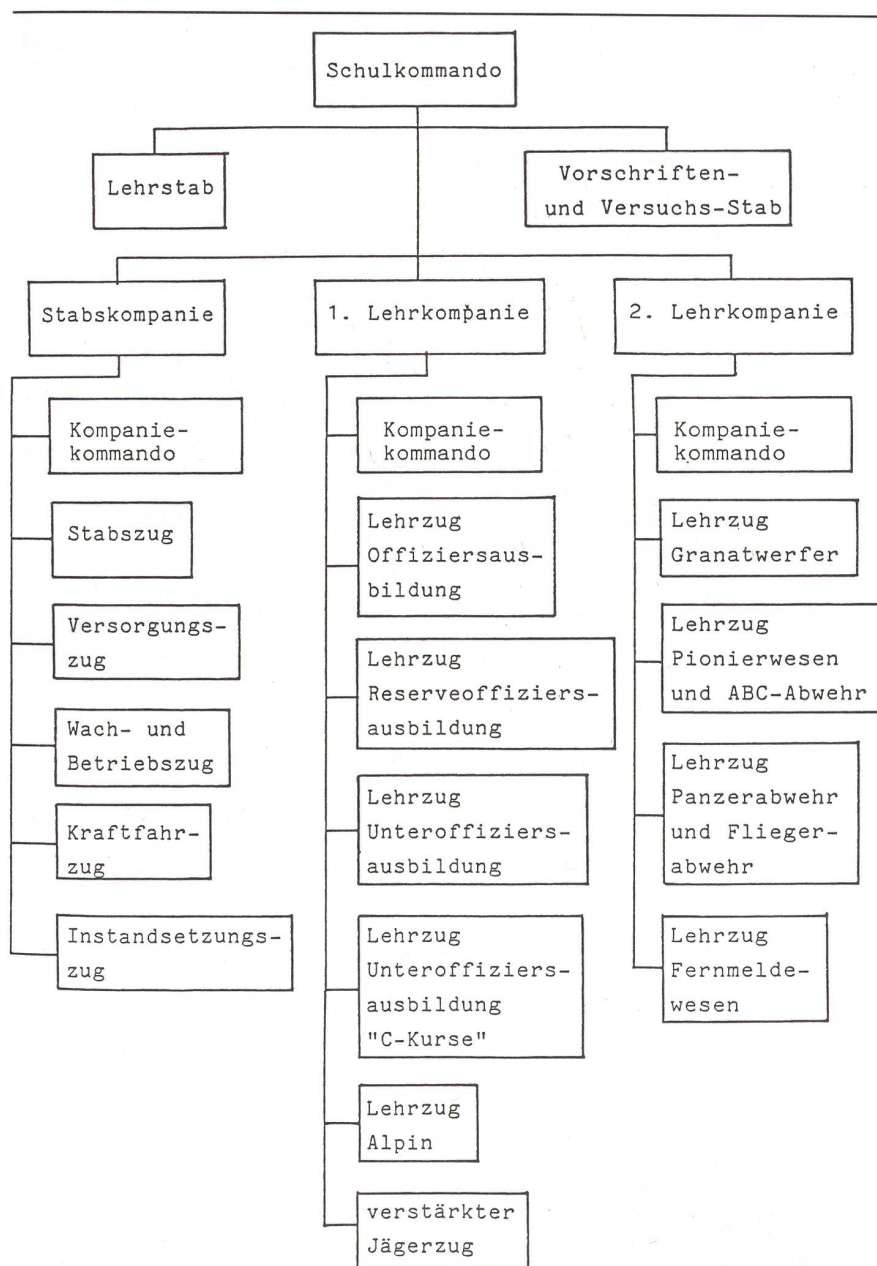 Schulkommando
Lehrstab
Vorschriften-
und Versuchs-Stab
Stabskompanie
1. Lehrkompanie
2. Lehrkompanie
Kompanie-
kommando
Stabszug
Versorgungs-
zug
Wach- und
Betriebszug
Kraftfahr-
zug
Instandsetzungs-
zug
Kompanie-
kommando
Lehrzug
Offiziersaus-
bildung
Lehrzug
Reserveoffiziers-
ausbildung
Lehrzug
Unteroffiziers-
ausbildung
Lehrzug
Unteroffiziers-
ausbildung
"C-Kurse"
Lehrzug
Alpin
verstärkter
Jägerzug
Kompanie-
kommando
Lehrzug
Granatwerfer
Lehrzug
Pionierwesen
und ABC-Abwehr
Lehrzug
Panzerabwehr
und Flieger-
abwehr
Lehrzug
Fernmelde-
wesen